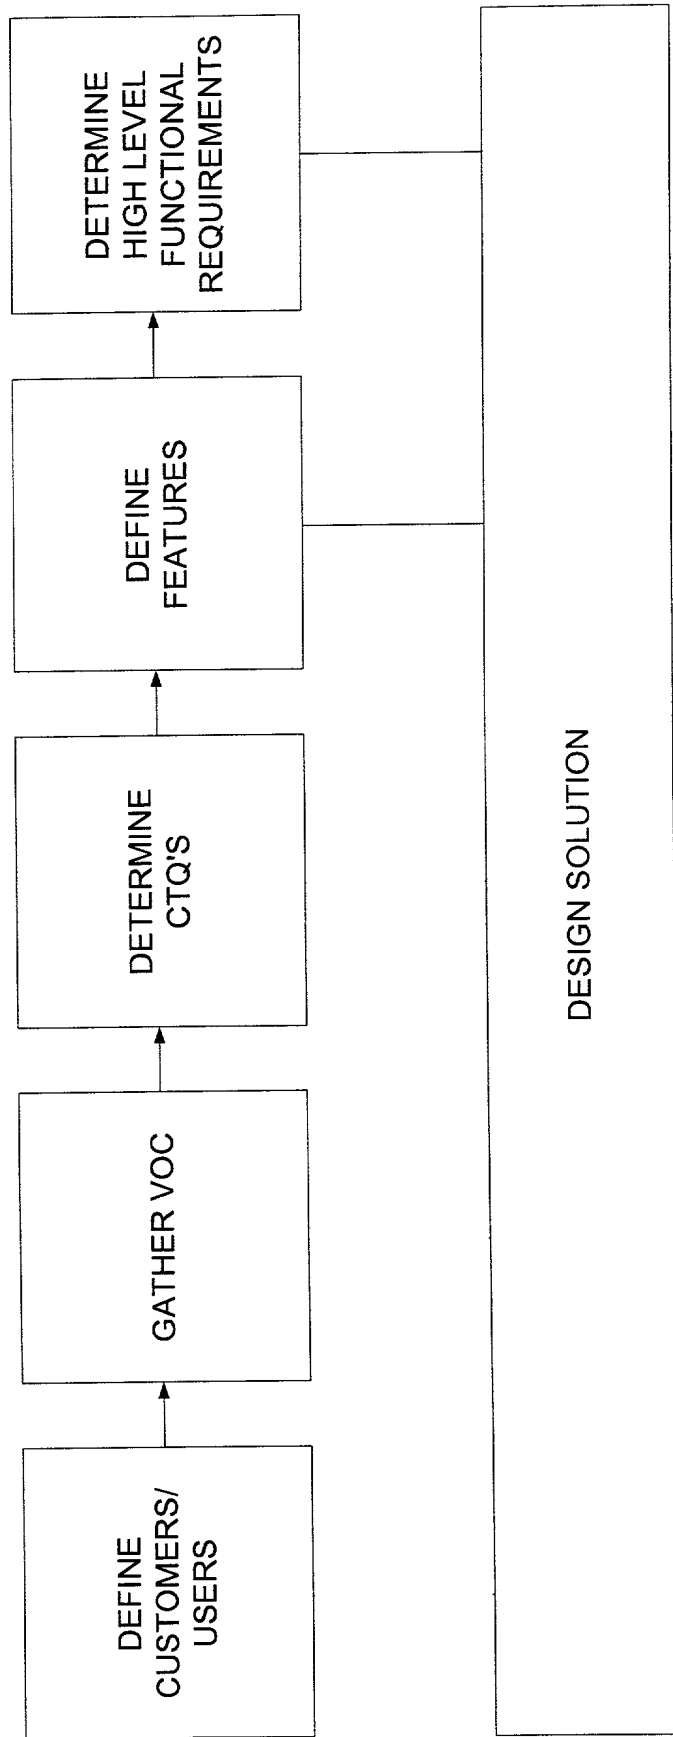 DEFINE
CUSTOMERS/
USERS
GATHER VOC
DETERMINE
CTQ'S
DEFINE
FEATURES
DETERMINE
HIGH LEVEL
FUNCTIONAL
REQUIREMENTS
DESIGN SOLUTION